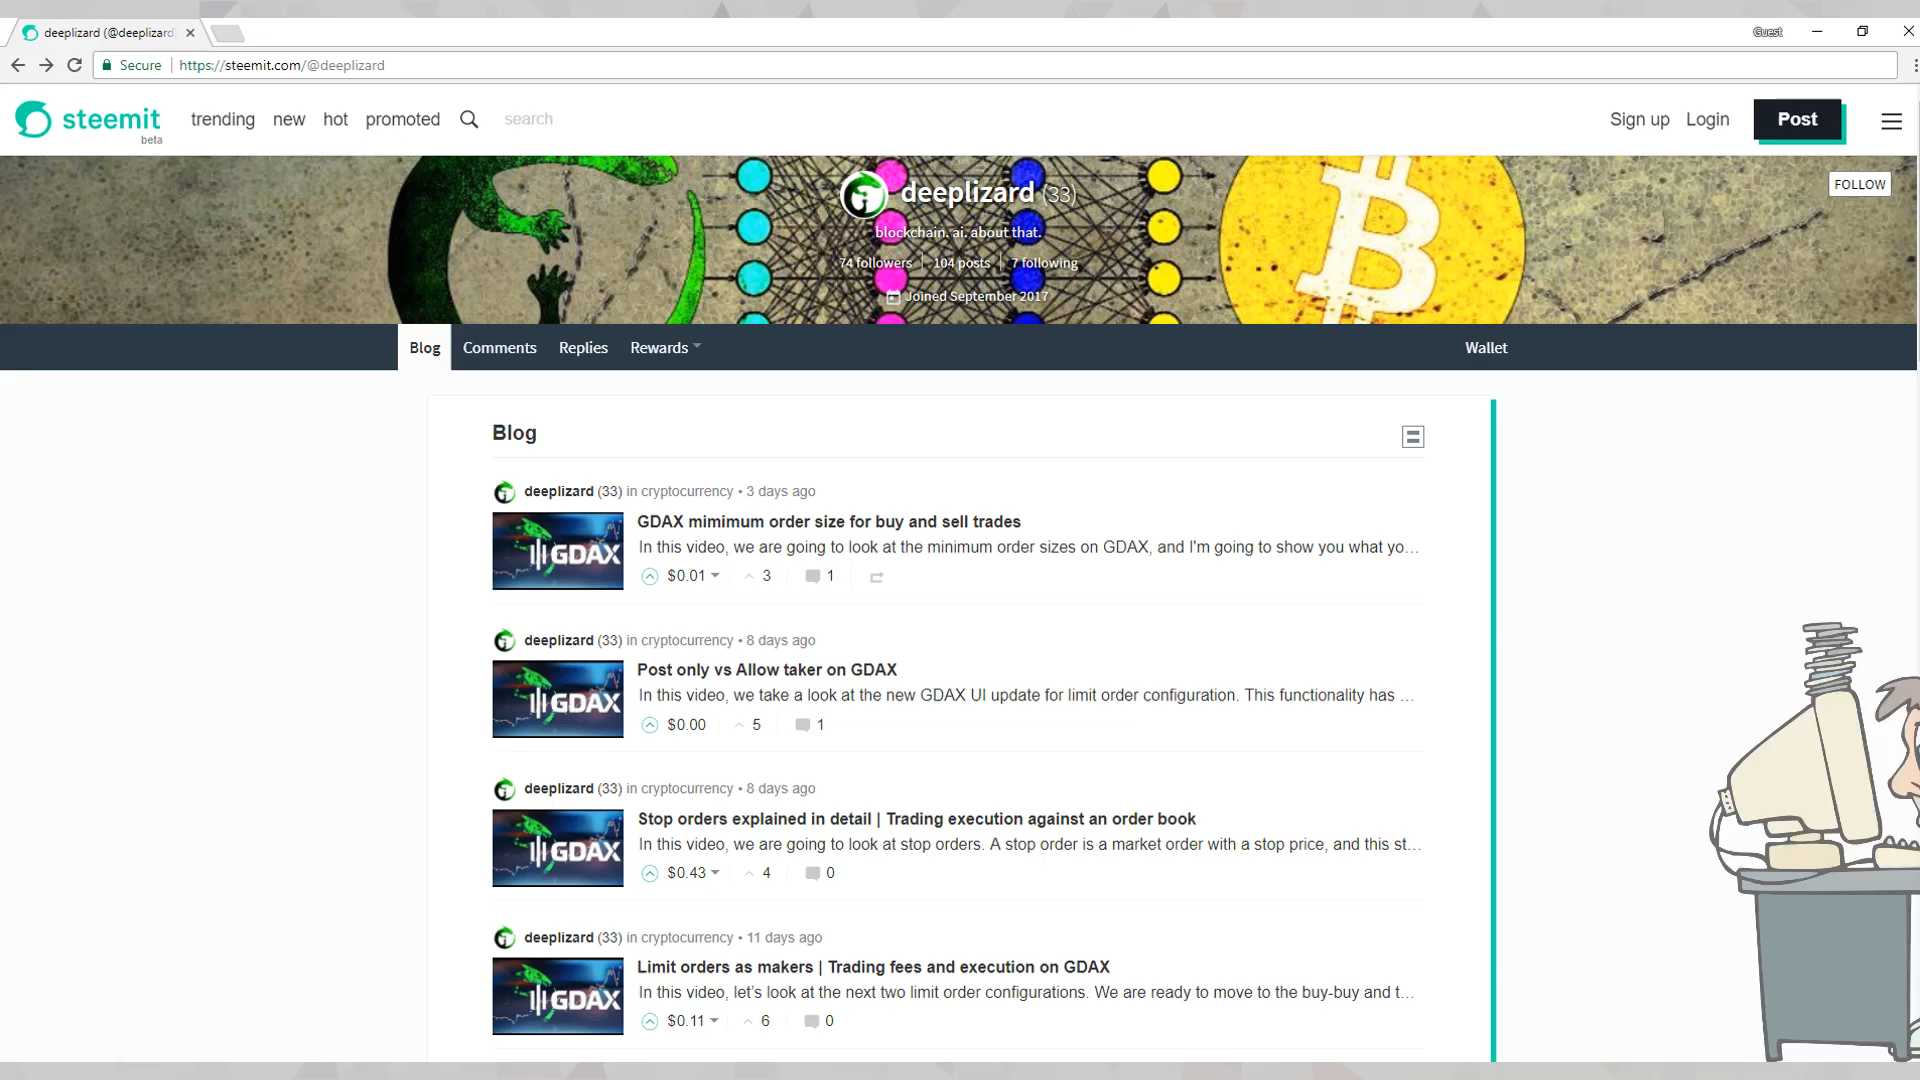 deeplizard (@deeplizard
Guest
Secure https://steemit.com/@deeplizard
steemit
beta
trending new hot promoted search
Sign up Login Post
deeplizard (33)
FOLLOW
blockchain. ai. about that.
74 followers 104 posts 7 following
Joined September 2017
Blog Comments Replies Rewards Wallet
Blog
deeplizard (33) in cryptocurrency • 3 days ago
GDAX
GDAX mimimum order size for buy and sell trades
In this video, we are going to look at the minimum order sizes on GDAX, and I'm going to show you what yo...
$0.01 3 1
deeplizard (33) in cryptocurrency • 8 days ago
GDAX
Post only vs Allow taker on GDAX
In this video, we take a look at the new GDAX UI update for limit order configuration. This functionality has ...
$0.00 5 1
deeplizard (33) in cryptocurrency • 8 days ago
GDAX
Stop orders explained in detail | Trading execution against an order book
In this video, we are going to look at stop orders. A stop order is a market order with a stop price, and this st...
$0.43 4 0
deeplizard (33) in cryptocurrency • 11 days ago
GDAX
Limit orders as makers | Trading fees and execution on GDAX
In this video, let's look at the next two limit order configurations. We are ready to move to the buy-buy and t...
$0.11 6 0